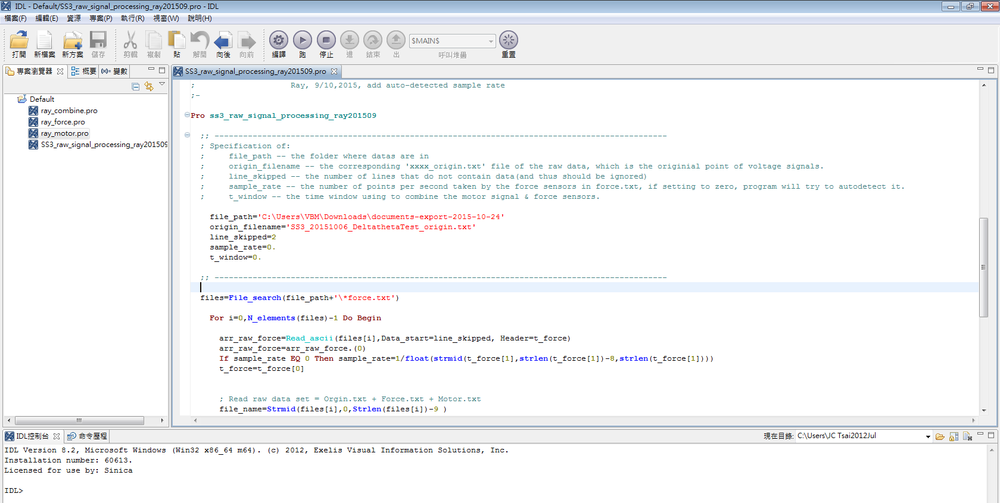 IDL - Default/SS3_raw_signal_processing_ray201509.pro - IDL
檔案(F) 編輯(E) 資源 專案(P) 執行(R) 視窗(W) 說明(H)
打開 新檔案 新方案 儲存 剪輯 複製 貼 解開 向後 向前 編譯 跑 停止 進 結束 出 $MAIN$ 呼叫堆疊 重置
專案瀏覽器 概要 (x)= 變數
SS3_raw_signal_processing_ray201509.pro
Default
ray_combine.pro
ray_force.pro
ray_motor.pro
SS3_raw_signal_processing_ray201509
; Ray, 9/10,2015, add auto-detected sample rate
;-
Pro ss3_raw_signal_processing_ray201509
;; -----------------------------------------------------------------------------------------------
; Specification of:
; file_path -- the folder where datas are in
; origin_filename -- the corresponding 'xxxx_origin.txt' file of the raw data, which is the originial point of voltage signals.
; line_skipped -- the number of lines that do not contain data(and thus should be ignored)
; sample_rate -- the number of points per second taken by the force sensors in force.txt, if setting to zero, program will try to autodetect it.
; t_window -- the time window using to combine the motor signal & force sensors.
file_path='C:\Users\VBM\Downloads\documents-export-2015-10-24'
origin_filename='SS3_20151006_DeltathetaTest_origin.txt'
line_skipped=2
sample_rate=0.
t_window=0.
;; -----------------------------------------------------------------------------------------------
files=File_search(file_path+'\*force.txt')
For i=0,N_elements(files)-1 Do Begin
arr_raw_force=Read_ascii(files[i],Data_start=line_skipped, Header=t_force)
arr_raw_force=arr_raw_force.(0)
If sample_rate EQ 0 Then sample_rate=1/float(strmid(t_force[1],strlen(t_force[1])-8,strlen(t_force[1])))
t_force=t_force[0]
; Read raw data set = Orgin.txt + Force.txt + Motor.txt
file_name=Strmid(files[i],0,Strlen(files[i])-9 )
IDL控制台 命令歷程
現在目錄: C:\Users\JC Tsai2012Jul
IDL Version 8.2, Microsoft Windows (Win32 x86_64 m64). (c) 2012, Exelis Visual Information Solutions, Inc.
Installation number: 60613.
Licensed for use by: Sinica
IDL>